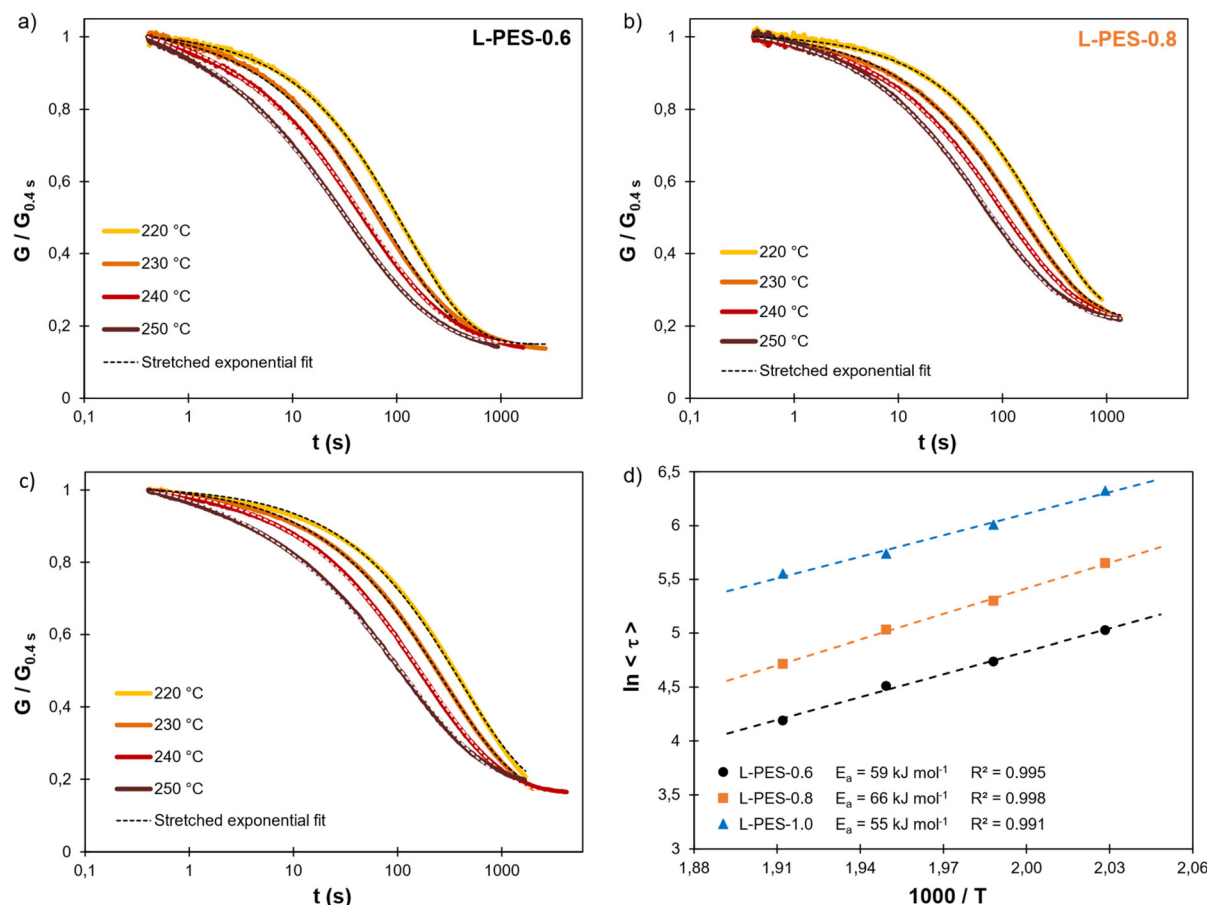 a)
L-PES-0.6
1
0,8
0,6
0,4
0,2
0
G / G0.4 s
220 °C
230 °C
240 °C
250 °C
Stretched exponential fit
0,1
1
10
100
1000
t (s)
b)
L-PES-0.8
1
0,8
0,6
0,4
0,2
0
G / G0.4 s
220 °C
230 °C
240 °C
250 °C
Stretched exponential fit
0,1
1
10
100
1000
t (s)
c)
1
0,8
0,6
0,4
0,2
0
G / G0.4 s
220 °C
230 °C
240 °C
250 °C
Stretched exponential fit
0,1
1
10
100
1000
t (s)
d)
6,5
6
5,5
5
4,5
4
3,5
3
ln < τ >
L-PES-0.6 Ea = 59 kJ mol-1 R² = 0.995
L-PES-0.8 Ea = 66 kJ mol-1 R² = 0.998
L-PES-1.0 Ea = 55 kJ mol-1 R² = 0.991
1,88
1,91
1,94
1,97
2,00
2,03
2,06
1000 / T